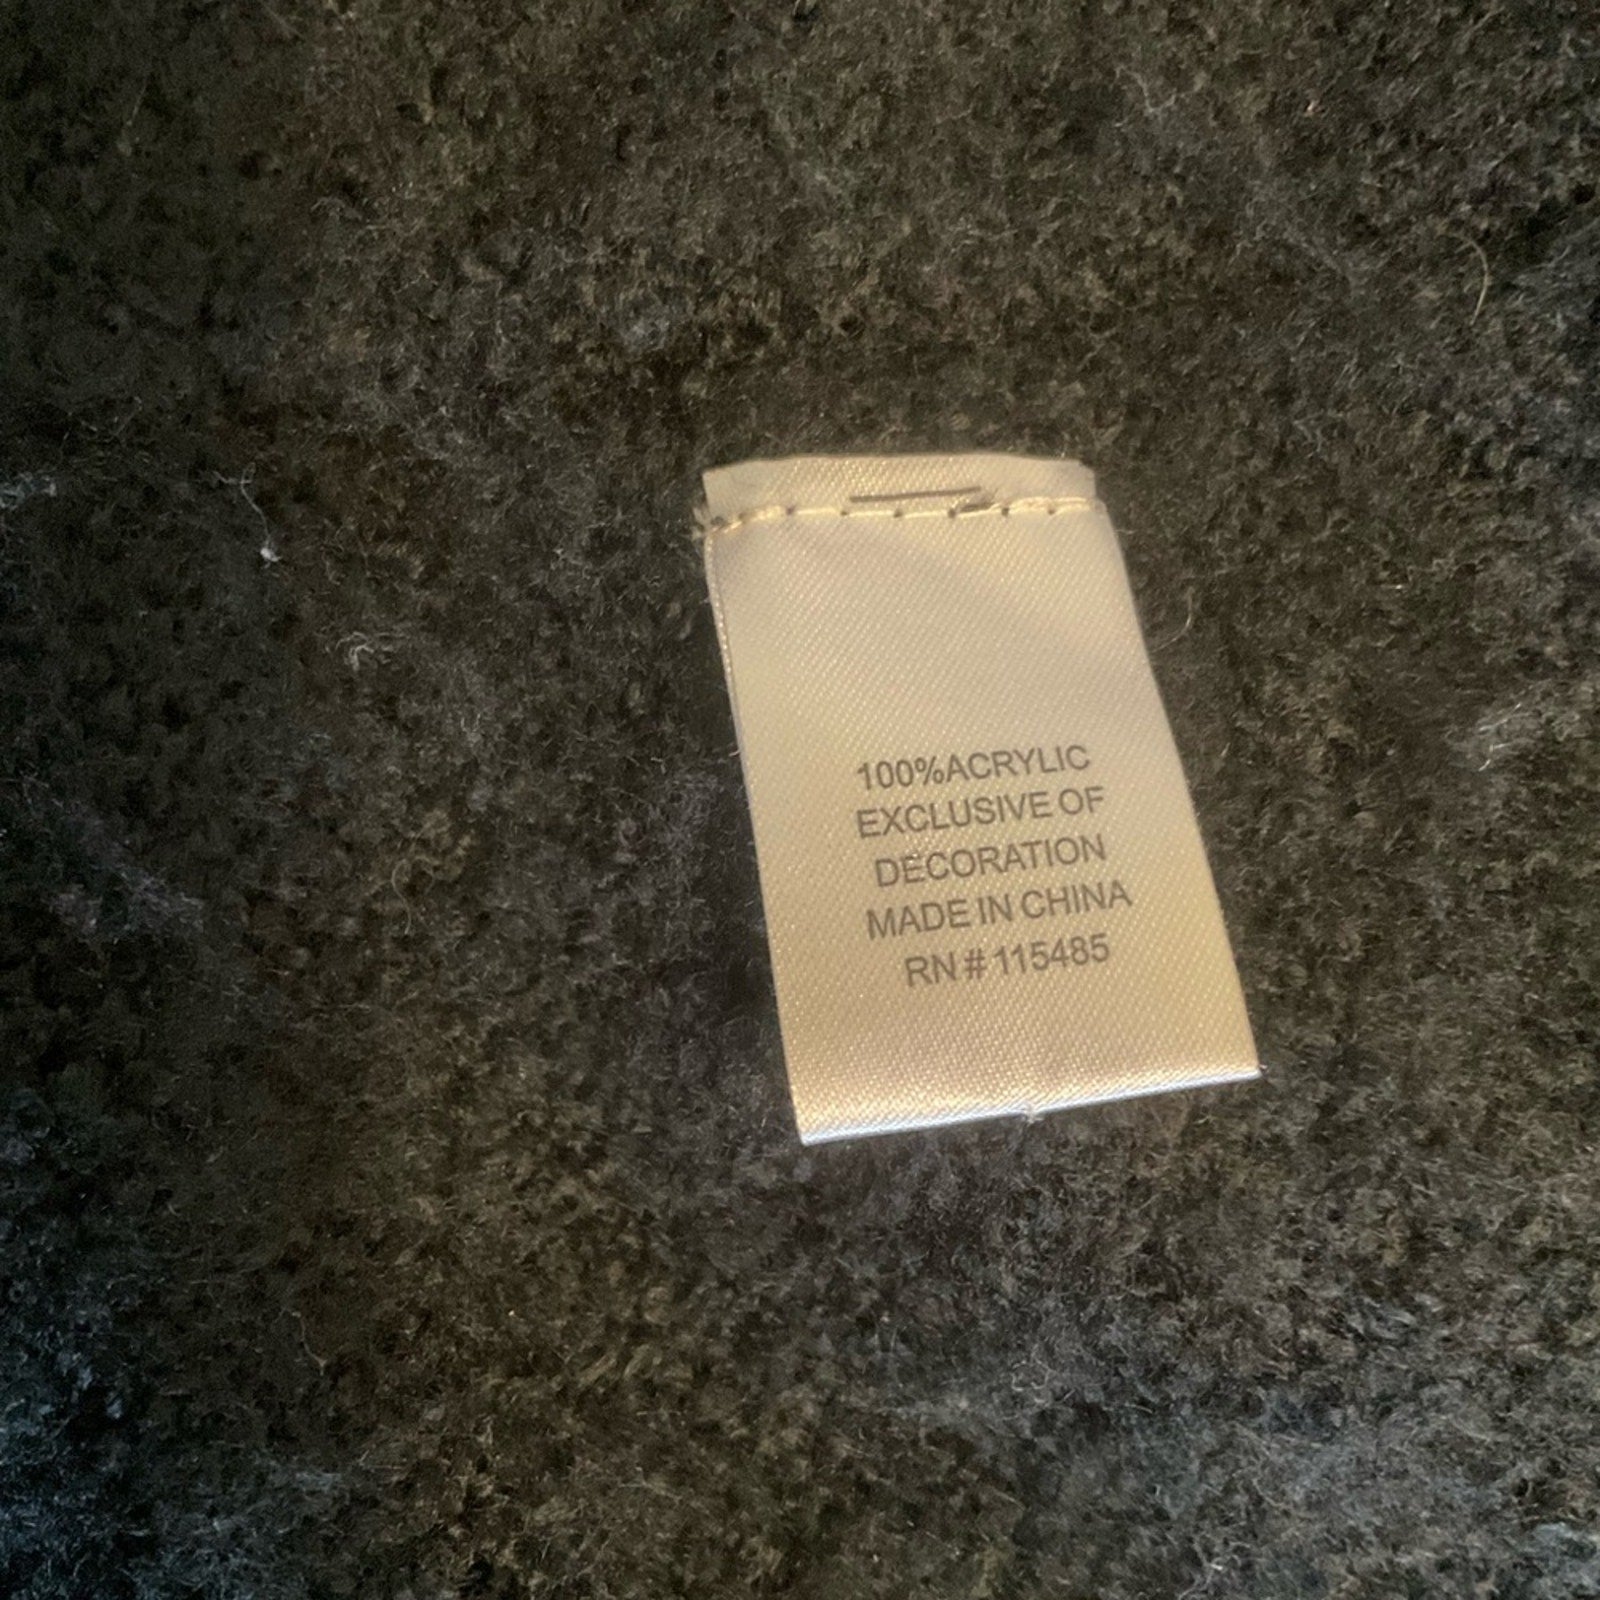 100%ACRYLIC
EXCLUSIVE OF
DECORATION
MADE IN CHINA
RN # 115485